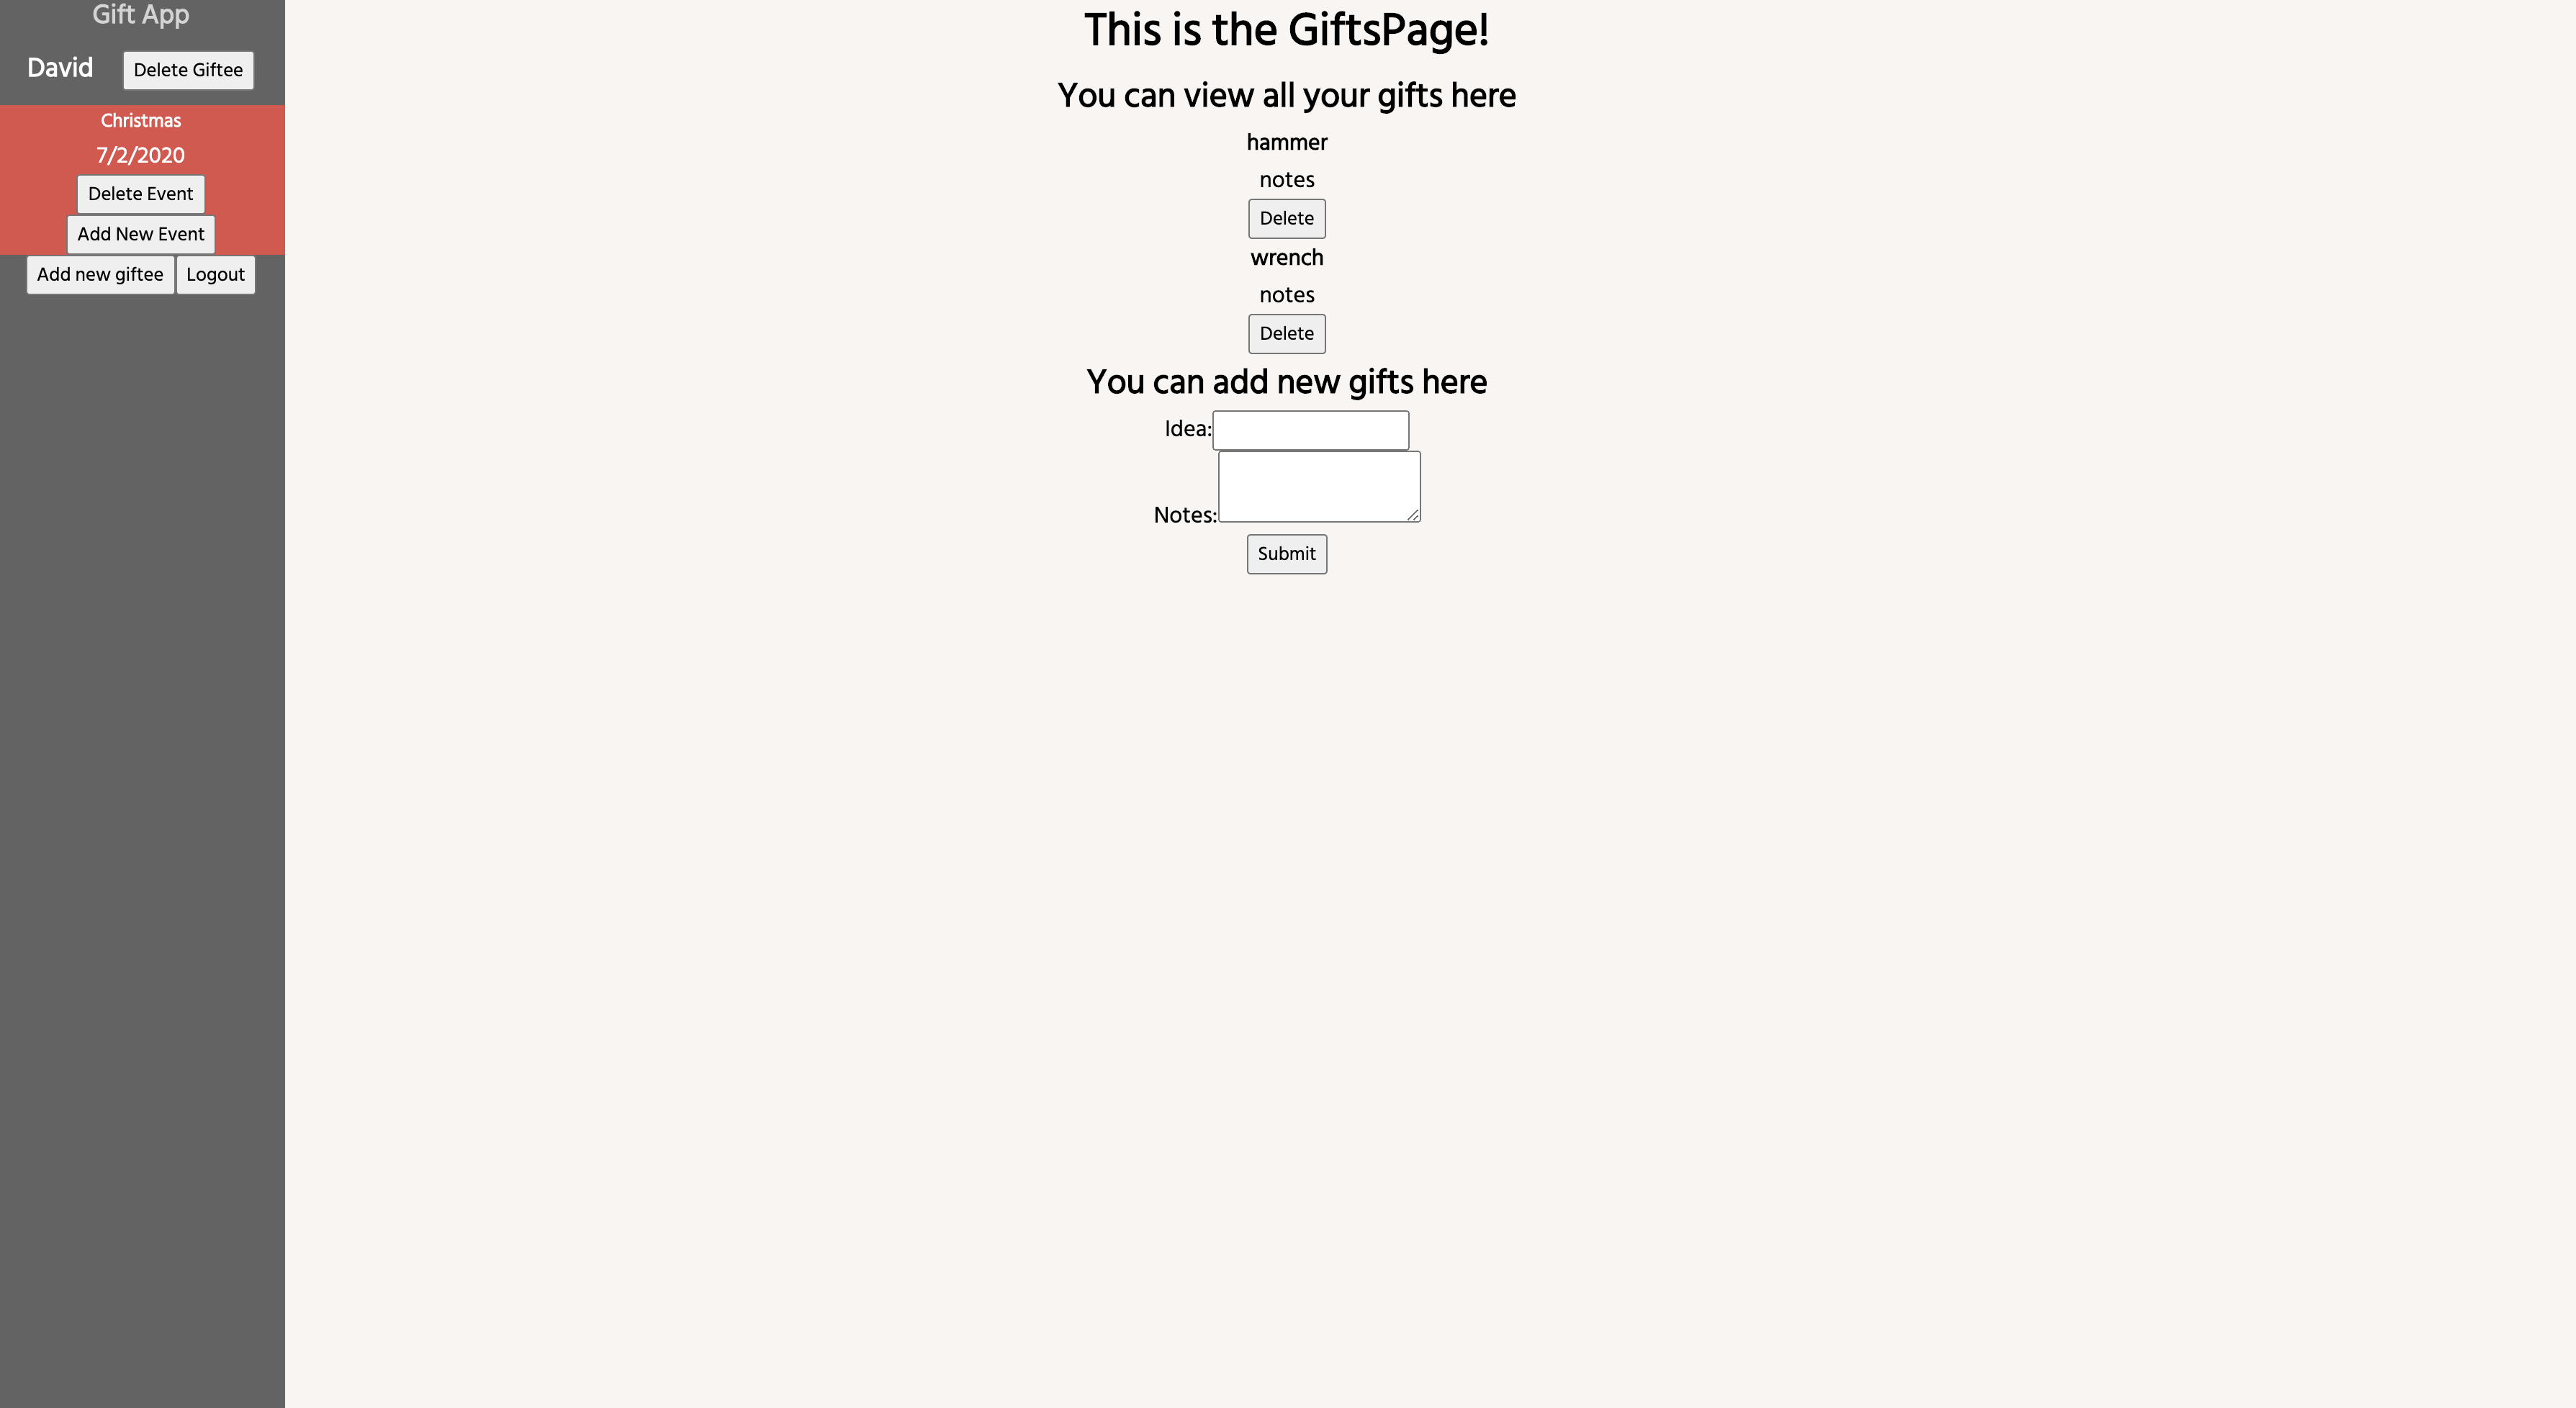 Gift App
David
Delete Giftee
Christmas
7/2/2020
Delete Event
Add New Event
Add new giftee
Logout
This is the GiftsPage!
You can view all your gifts here
hammer
notes
Delete
wrench
notes
Delete
You can add new gifts here
Idea:
Notes:
Submit